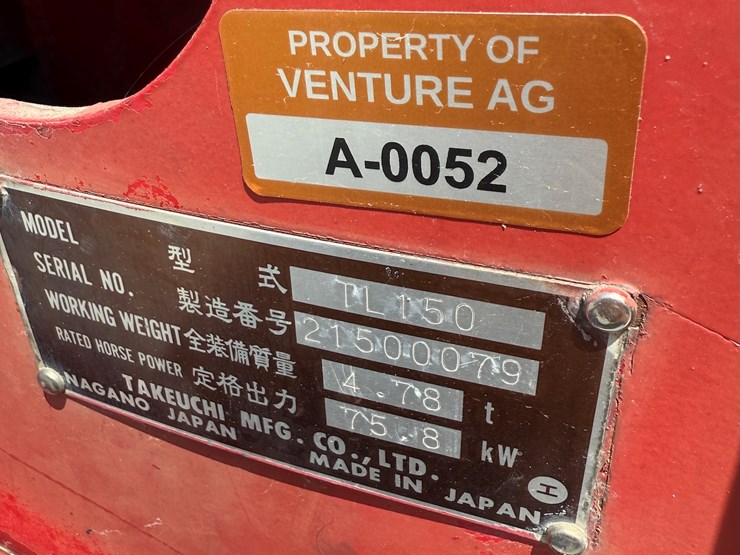 PROPERTY OF
VENTURE AG
A-0052
MODEL 型式 TL150
SERIAL NO. 製造番号 21500079
WORKING WEIGHT 全装備質量 4.78 t
RATED HORSE POWER 定格出力 75.8 kW
TAKEUCHI MFG. CO., LTD.
NAGANO JAPAN MADE IN JAPAN
エ